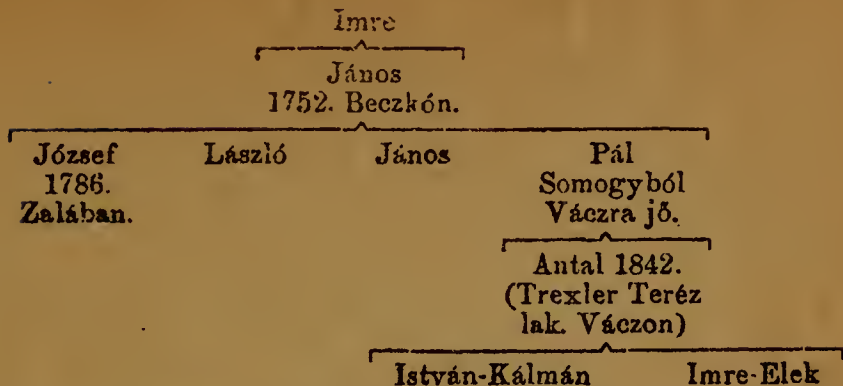 Imre
János
1752. Beczkón.
József László János Pál
1786. Somogyból
Zalában. Váczra jő.
Antal 1842.
(Trexler Teréz
lak. Váczon)
István-Kálmán Imre-Elek